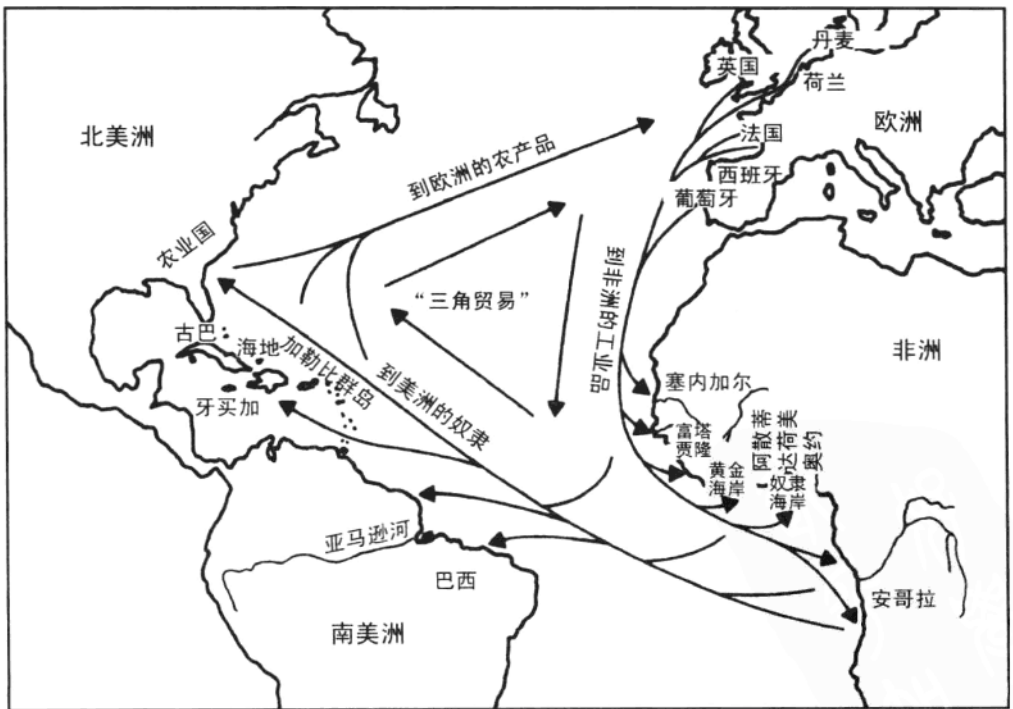 丹麦
英国
荷兰
法国
欧洲
北美洲
到欧洲的农产品
西班牙
葡萄牙
农业国
到非洲的工业品
“三角贸易”
古巴
海地
加勒比群岛
非洲
牙买加
到美洲的奴隶
塞内加尔
富塔
贾隆
黄金
海岸
阿散蒂
达荷美
奥约
奴隶
海岸
亚马逊河
巴西
安哥拉
南美洲